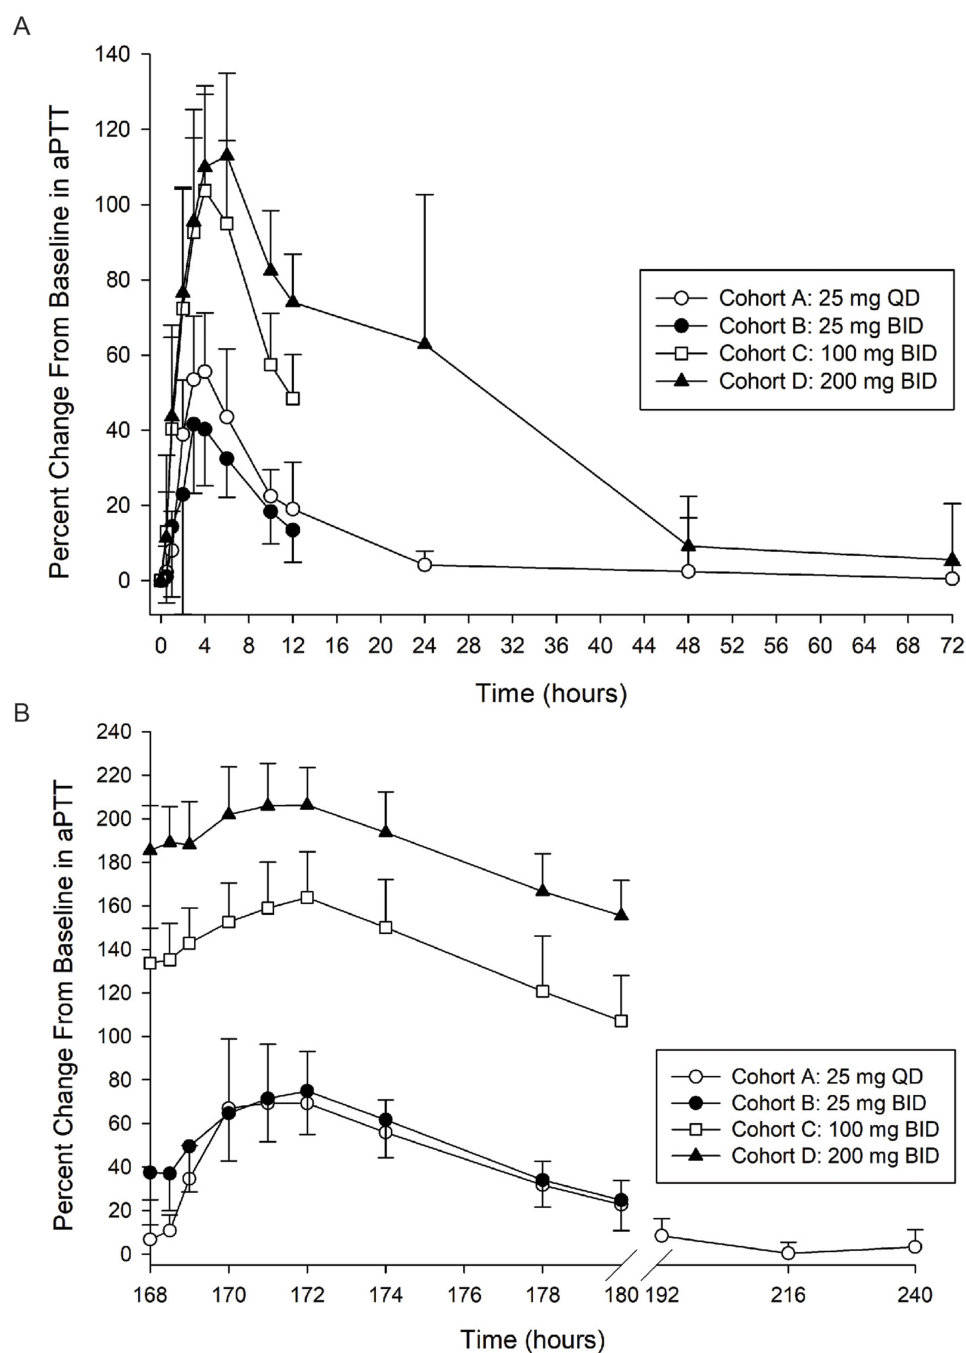 A
Percent Change From Baseline in aPTT
140
120
100
80
60
40
20
0
Cohort A: 25 mg QD
Cohort B: 25 mg BID
Cohort C: 100 mg BID
Cohort D: 200 mg BID
0 4 8 12 16 20 24 28 32 36 40 44 48 52 56 60 64 68 72
Time (hours)
B
Percent Change From Baseline in aPTT
240
220
200
180
160
140
120
100
80
60
40
20
0
Cohort A: 25 mg QD
Cohort B: 25 mg BID
Cohort C: 100 mg BID
Cohort D: 200 mg BID
168 170 172 174 176 178 180 192 216 240
Time (hours)